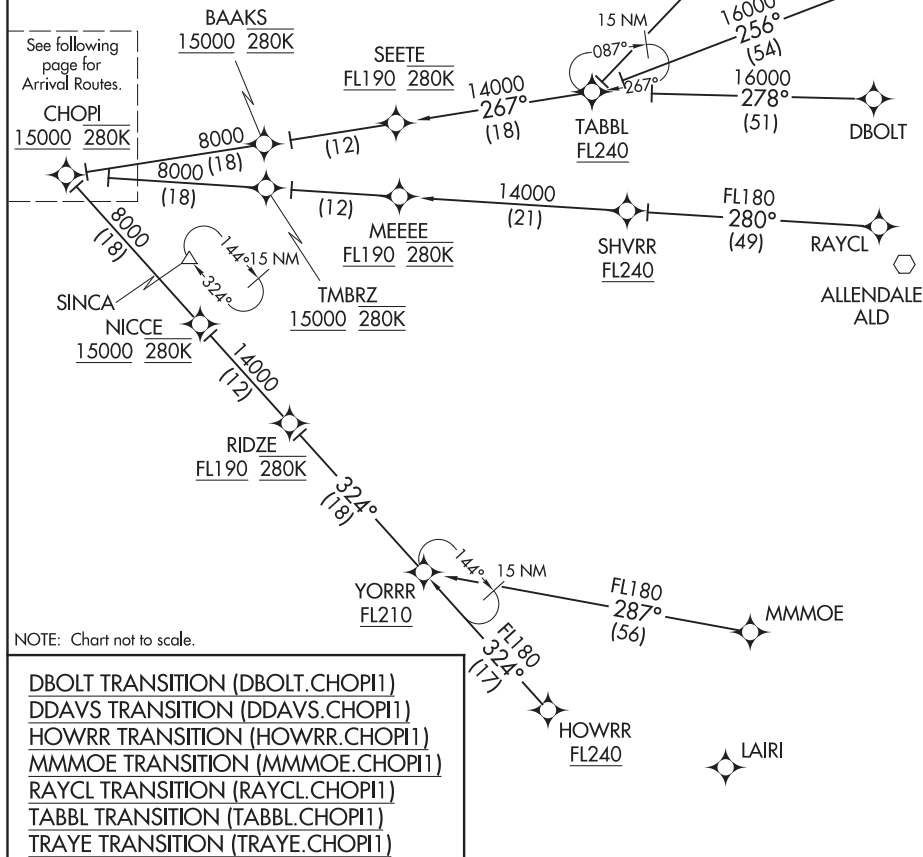 BAAKS
15000 280K
See following
page for
Arrival Routes.
CHOPI
15000 280K
SEETE
FL190 280K
15 NM
087°
267°
16000
256°
(54)
14000
267°
(18)
TABBL
FL240
16000
278°
(51)
DBOLT
8000
(18)
(12)
8000
(18)
(12)
MEEEE
FL190 280K
14000
(21)
SHVRR
FL240
FL180
280°
(49)
RAYCL
ALLENDALE
ALD
8000
(18)
144°
15 NM
324°
SINCA
TMBRZ
15000 280K
NICCE
15000 280K
14000
(12)
RIDZE
FL190 280K
324°
(18)
144°
15 NM
YORRR
FL210
FL180
287°
(56)
MMMOE
FL180
324°
(17)
HOWRR
FL240
LAIRI
NOTE: Chart not to scale.
DBOLT TRANSITION (DBOLT.CHOPI1)
DDAVS TRANSITION (DDAVS.CHOPI1)
HOWRR TRANSITION (HOWRR.CHOPI1)
MMMOE TRANSITION (MMMOE.CHOPI1)
RAYCL TRANSITION (RAYCL.CHOPI1)
TABBL TRANSITION (TABBL.CHOPI1)
TRAYE TRANSITION (TRAYE.CHOPI1)